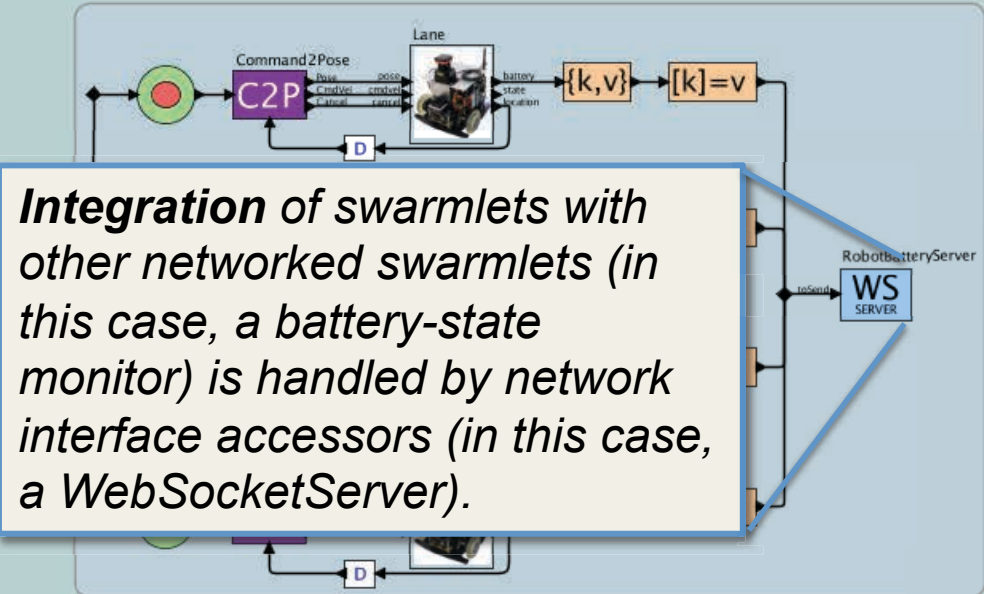 Lane
Command2Pose
C2P
Pose
CmdVel
Cancel
pose
cmdvel
cancel
battery
state
location
{k,v}
[k]=v
D
Integration of swarmlets with
other networked swarmlets (in
this case, a battery-state
monitor) is handled by network
interface accessors (in this case,
a WebSocketServer).
RobotBatteryServer
toSend
WS
SERVER
D